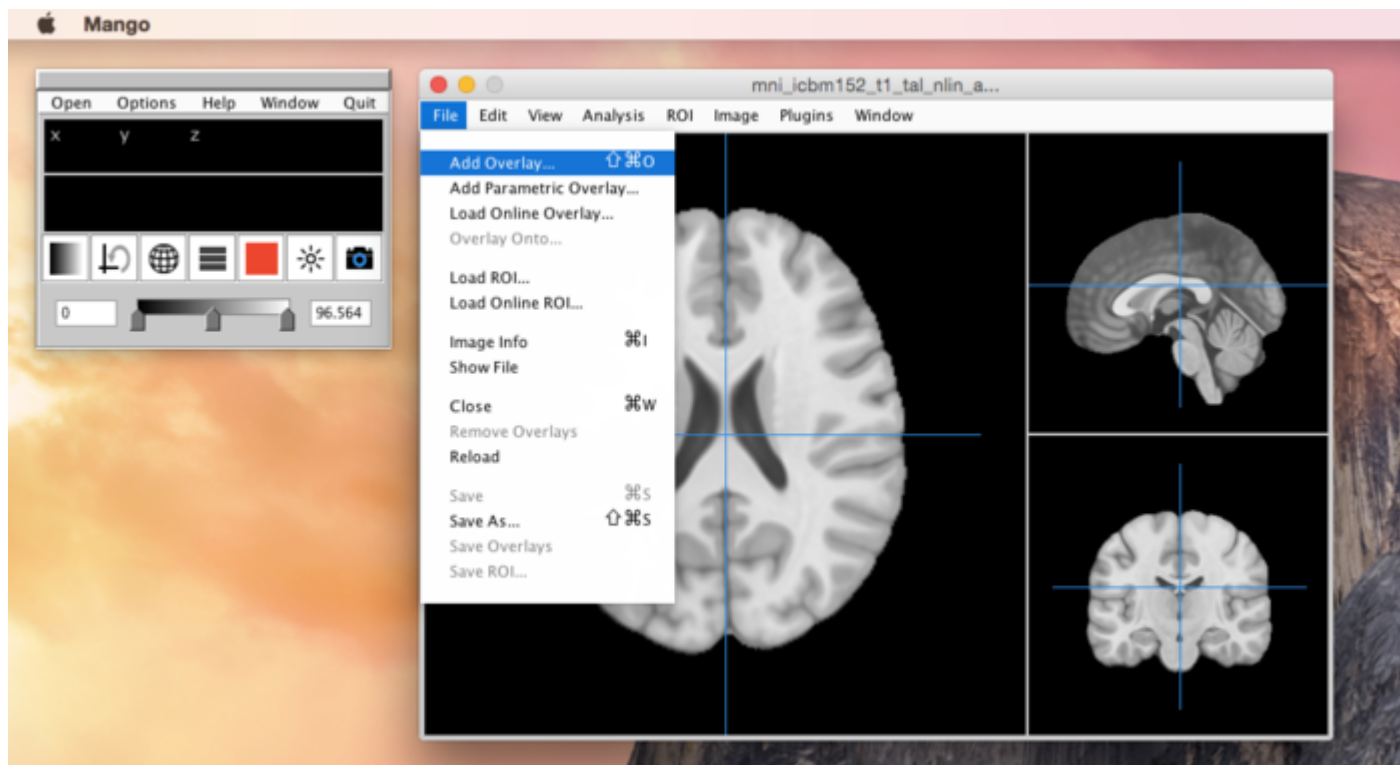 Mango
Open Options Help Window Quit
x y z
0 96.564
mni_icbm152_t1_tal_nlin_a...
File Edit View Analysis ROI Image Plugins Window
Add Overlay... ⇧⌘O
Add Parametric Overlay...
Load Online Overlay...
Overlay Onto...
Load ROI...
Load Online ROI...
Image Info ⌘I
Show File
Close ⌘W
Remove Overlays
Reload
Save ⌘S
Save As... ⇧⌘S
Save Overlays
Save ROI...